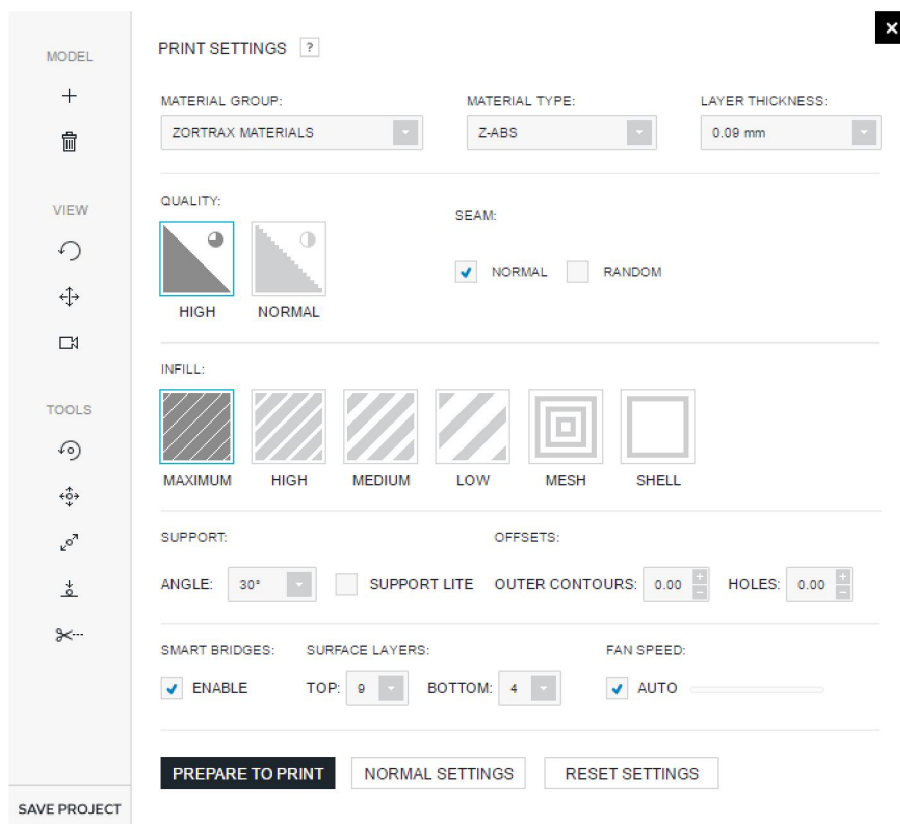 MODEL
VIEW
TOOLS
SAVE PROJECT
PRINT SETTINGS ?
×
MATERIAL GROUP: MATERIAL TYPE: LAYER THICKNESS:
ZORTRAX MATERIALS Z-ABS 0.09 mm
QUALITY: SEAM:
NORMAL RANDOM
HIGH NORMAL
INFILL:
MAXIMUM HIGH MEDIUM LOW MESH SHELL
SUPPORT: OFFSETS:
ANGLE: 30° SUPPORT LITE OUTER CONTOURS: 0.00 + − HOLES: 0.00 + −
SMART BRIDGES: SURFACE LAYERS: FAN SPEED:
ENABLE TOP: 9 BOTTOM: 4 AUTO
PREPARE TO PRINT NORMAL SETTINGS RESET SETTINGS